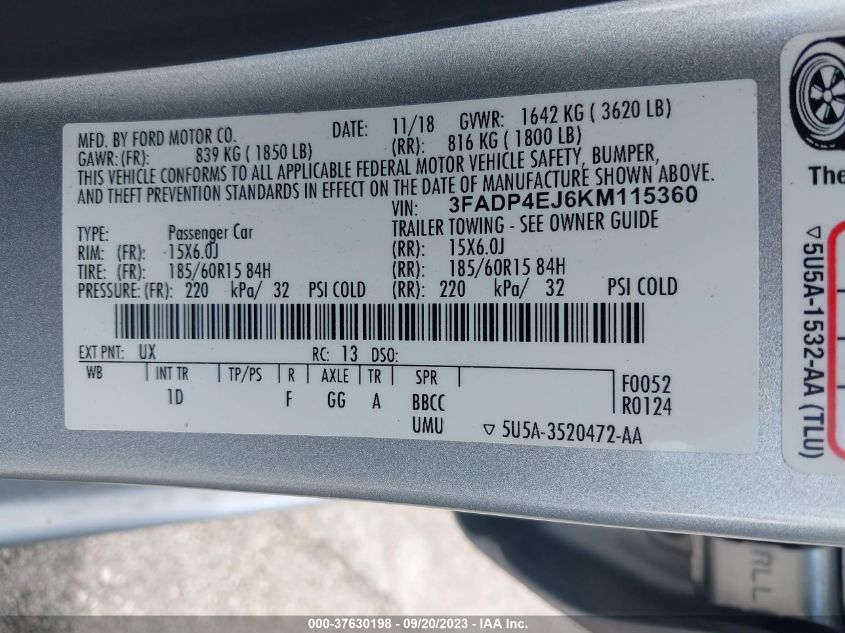 MFD. BY FORD MOTOR CO. DATE: 11/18 GVWR: 1642 KG ( 3620 LB)
GAWR: (FR): 839 KG ( 1850 LB) (RR): 816 KG ( 1800 LB)
THIS VEHICLE CONFORMS TO ALL APPLICABLE FEDERAL MOTOR VEHICLE SAFETY, BUMPER,
AND THEFT PREVENTION STANDARDS IN EFFECT ON THE DATE OF MANUFACTURE SHOWN ABOVE.
VIN: 3FADP4EJ6KM115360
TYPE: Passenger Car TRAILER TOWING - SEE OWNER GUIDE
RIM: (FR): 15X6.0J (RR): 15X6.0J
TIRE: (FR): 185/60R15 84H (RR): 185/60R15 84H
PRESSURE: (FR): 220 kPa/ 32 PSI COLD (RR): 220 kPa/ 32 PSI COLD
EXT PNT: UX RC: 13 DSO:
WB INT TR TP/PS R AXLE TR SPR F0052
1D F GG A BBCC R0124
UMU ▽ 5U5A-3520472-AA
The
▽5U5A-1532-AA (TLU)
RLL
000-37630198 - 09/20/2023 - IAA Inc.